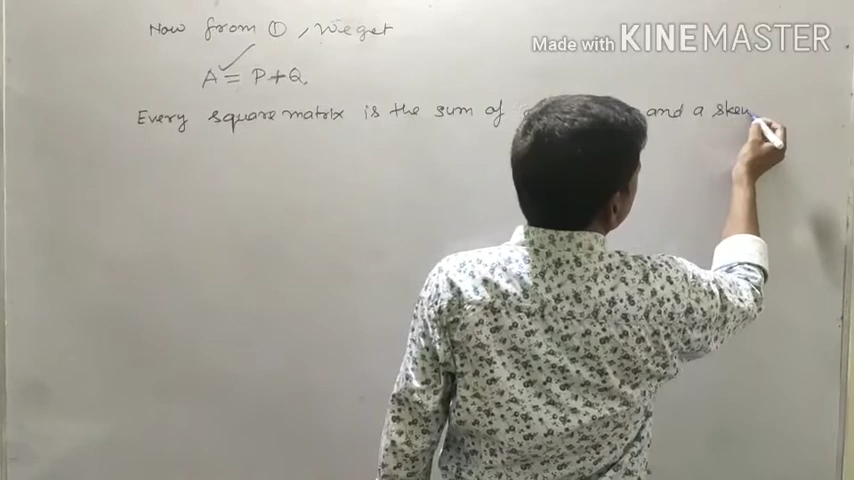 Now from ①, we get
Made with KINEMASTER
A = P+Q.
Every square matrix is the sum of and a skew